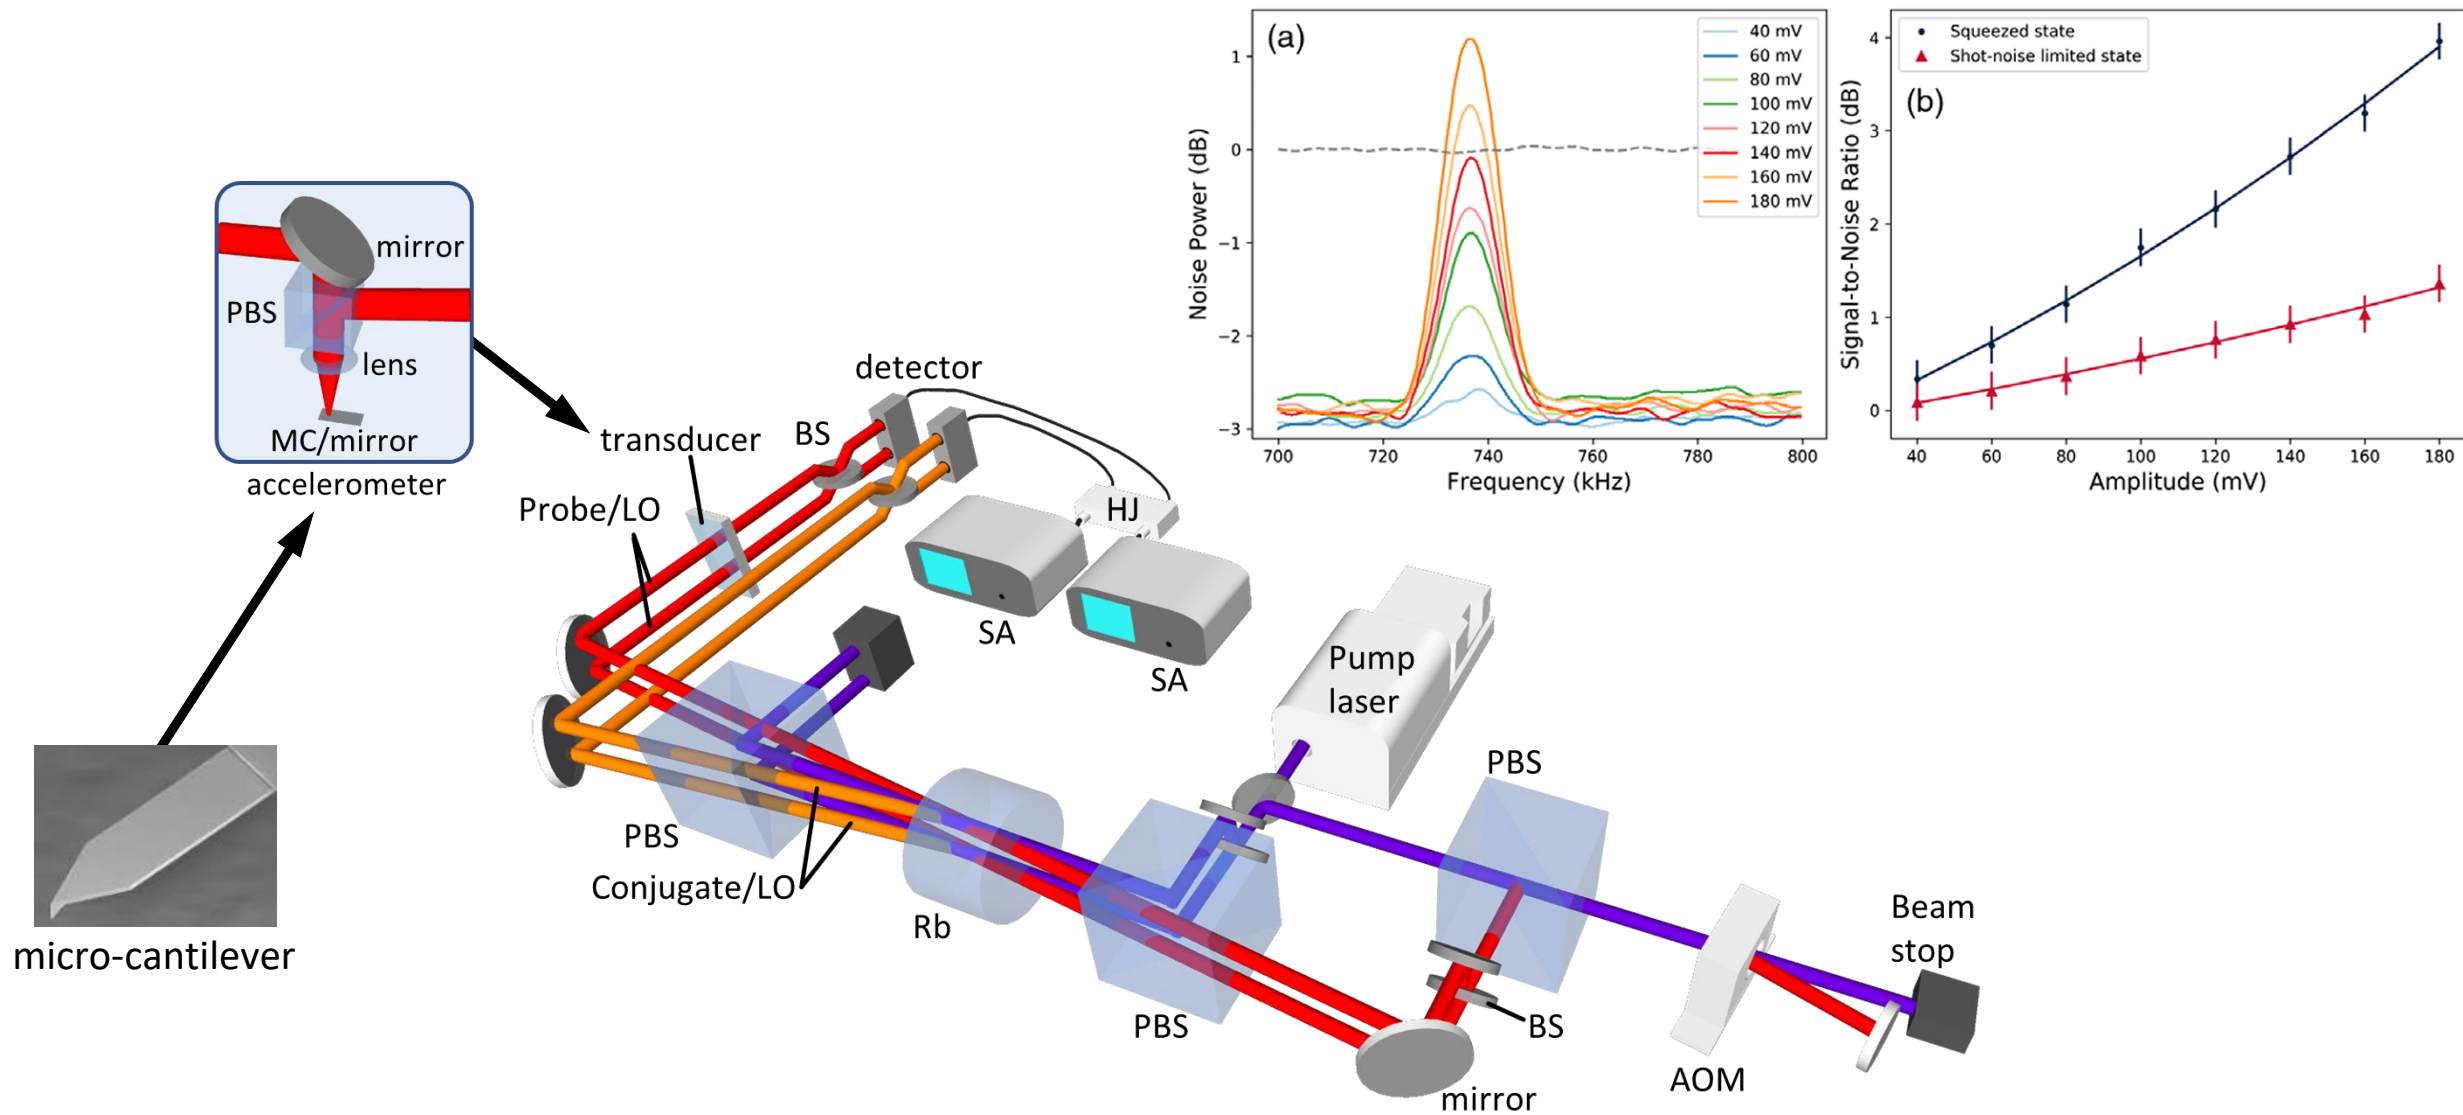 (a)
1
0
−1
−2
−3
Noise Power (dB)
700
720
740
760
780
800
Frequency (kHz)
40 mV
60 mV
80 mV
100 mV
120 mV
140 mV
160 mV
180 mV
Squeezed state
Shot-noise limited state
(b)
4
3
2
1
0
Signal-to-Noise Ratio (dB)
40
60
80
100
120
140
160
180
Amplitude (mV)
mirror
PBS
lens
MC/mirror
accelerometer
detector
transducer
BS
Probe/LO
HJ
SA
SA
Pump
laser
PBS
PBS
Conjugate/LO
Rb
PBS
Beam
stop
BS
AOM
mirror
micro-cantilever